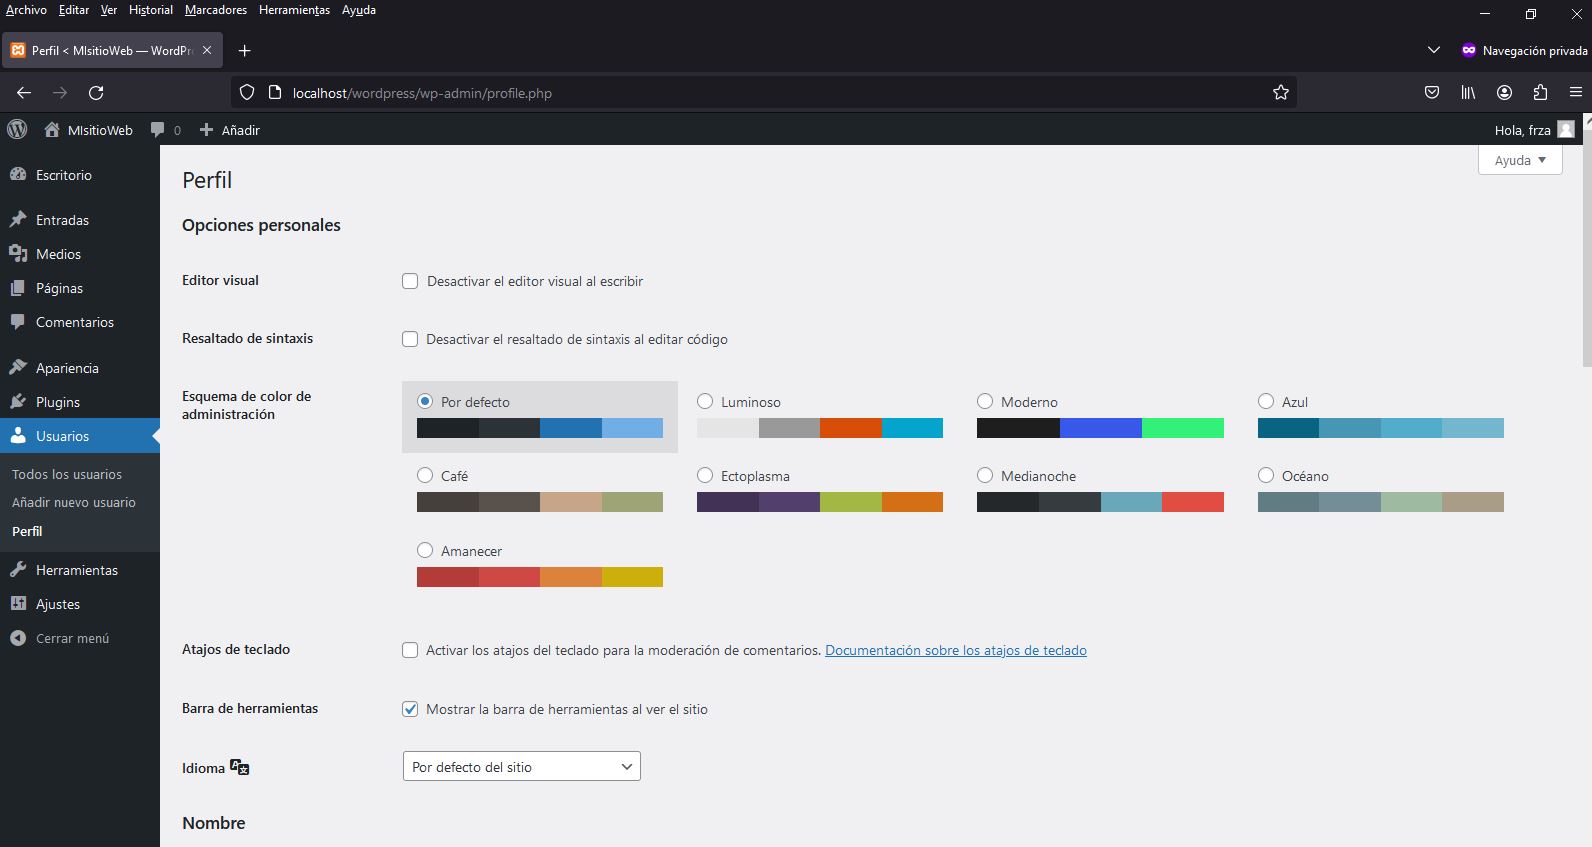 Archivo Editar Ver Historial Marcadores Herramientas Ayuda
Perfil < MIsitioWeb — WordPr
Navegación privada
localhost/wordpress/wp-admin/profile.php
MIsitioWeb 0 Añadir Hola, frza
Ayuda
Escritorio
Entradas
Medios
Páginas
Comentarios
Apariencia
Plugins
Usuarios
Todos los usuarios
Añadir nuevo usuario
Perfil
Herramientas
Ajustes
Cerrar menú
Perfil
Opciones personales
Editor visual Desactivar el editor visual al escribir
Resaltado de sintaxis Desactivar el resaltado de sintaxis al editar código
Esquema de color de
administración
Por defecto Luminoso Moderno Azul
Café Ectoplasma Medianoche Océano
Amanecer
Atajos de teclado Activar los atajos del teclado para la moderación de comentarios. Documentación sobre los atajos de teclado
Barra de herramientas Mostrar la barra de herramientas al ver el sitio
Idioma Por defecto del sitio
Nombre